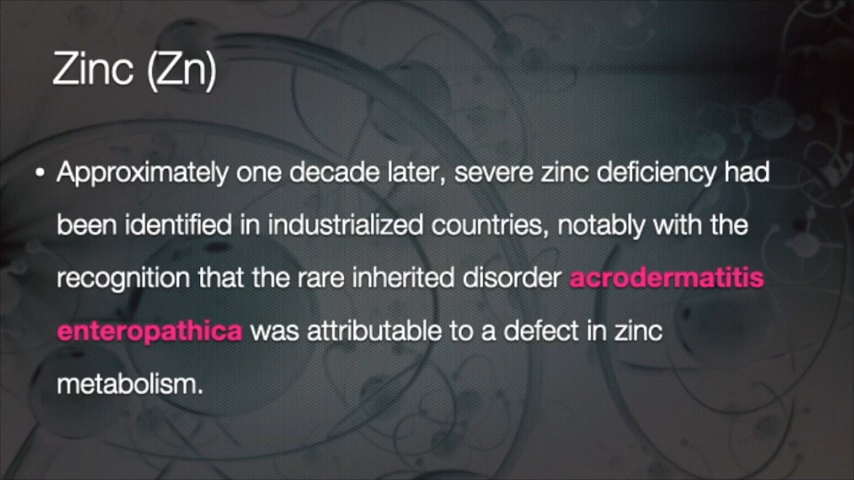 Zinc (Zn)
• Approximately one decade later, severe zinc deficiency had
been identified in industrialized countries, notably with the
recognition that the rare inherited disorder acrodermatitis
enteropathica was attributable to a defect in zinc
metabolism.